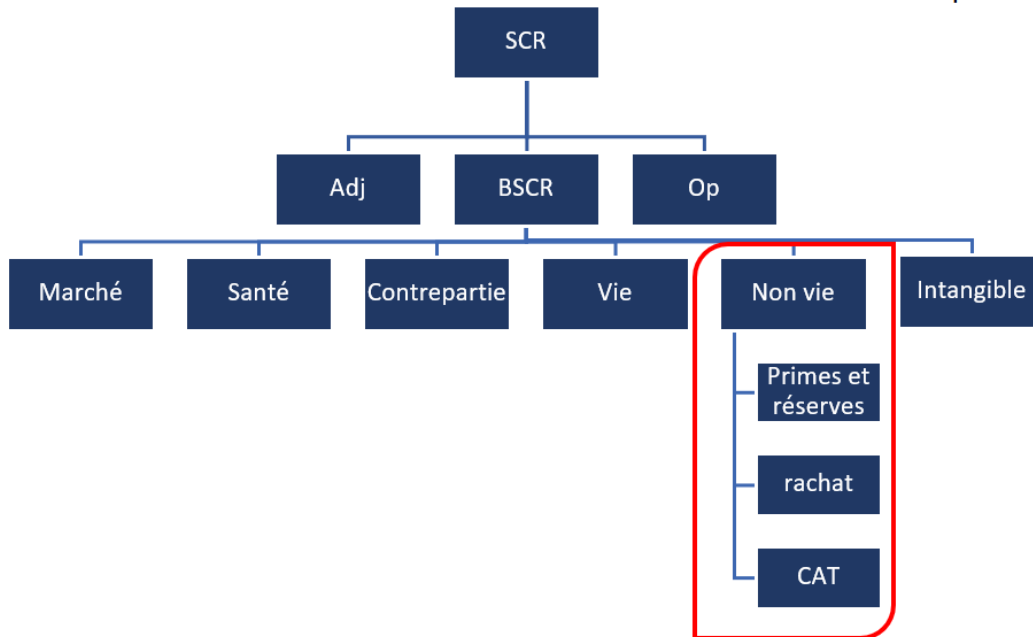 SCR
Adj
BSCR
Op
Marché
Santé
Contrepartie
Vie
Non vie
Intangible
Primes et
réserves
rachat
CAT